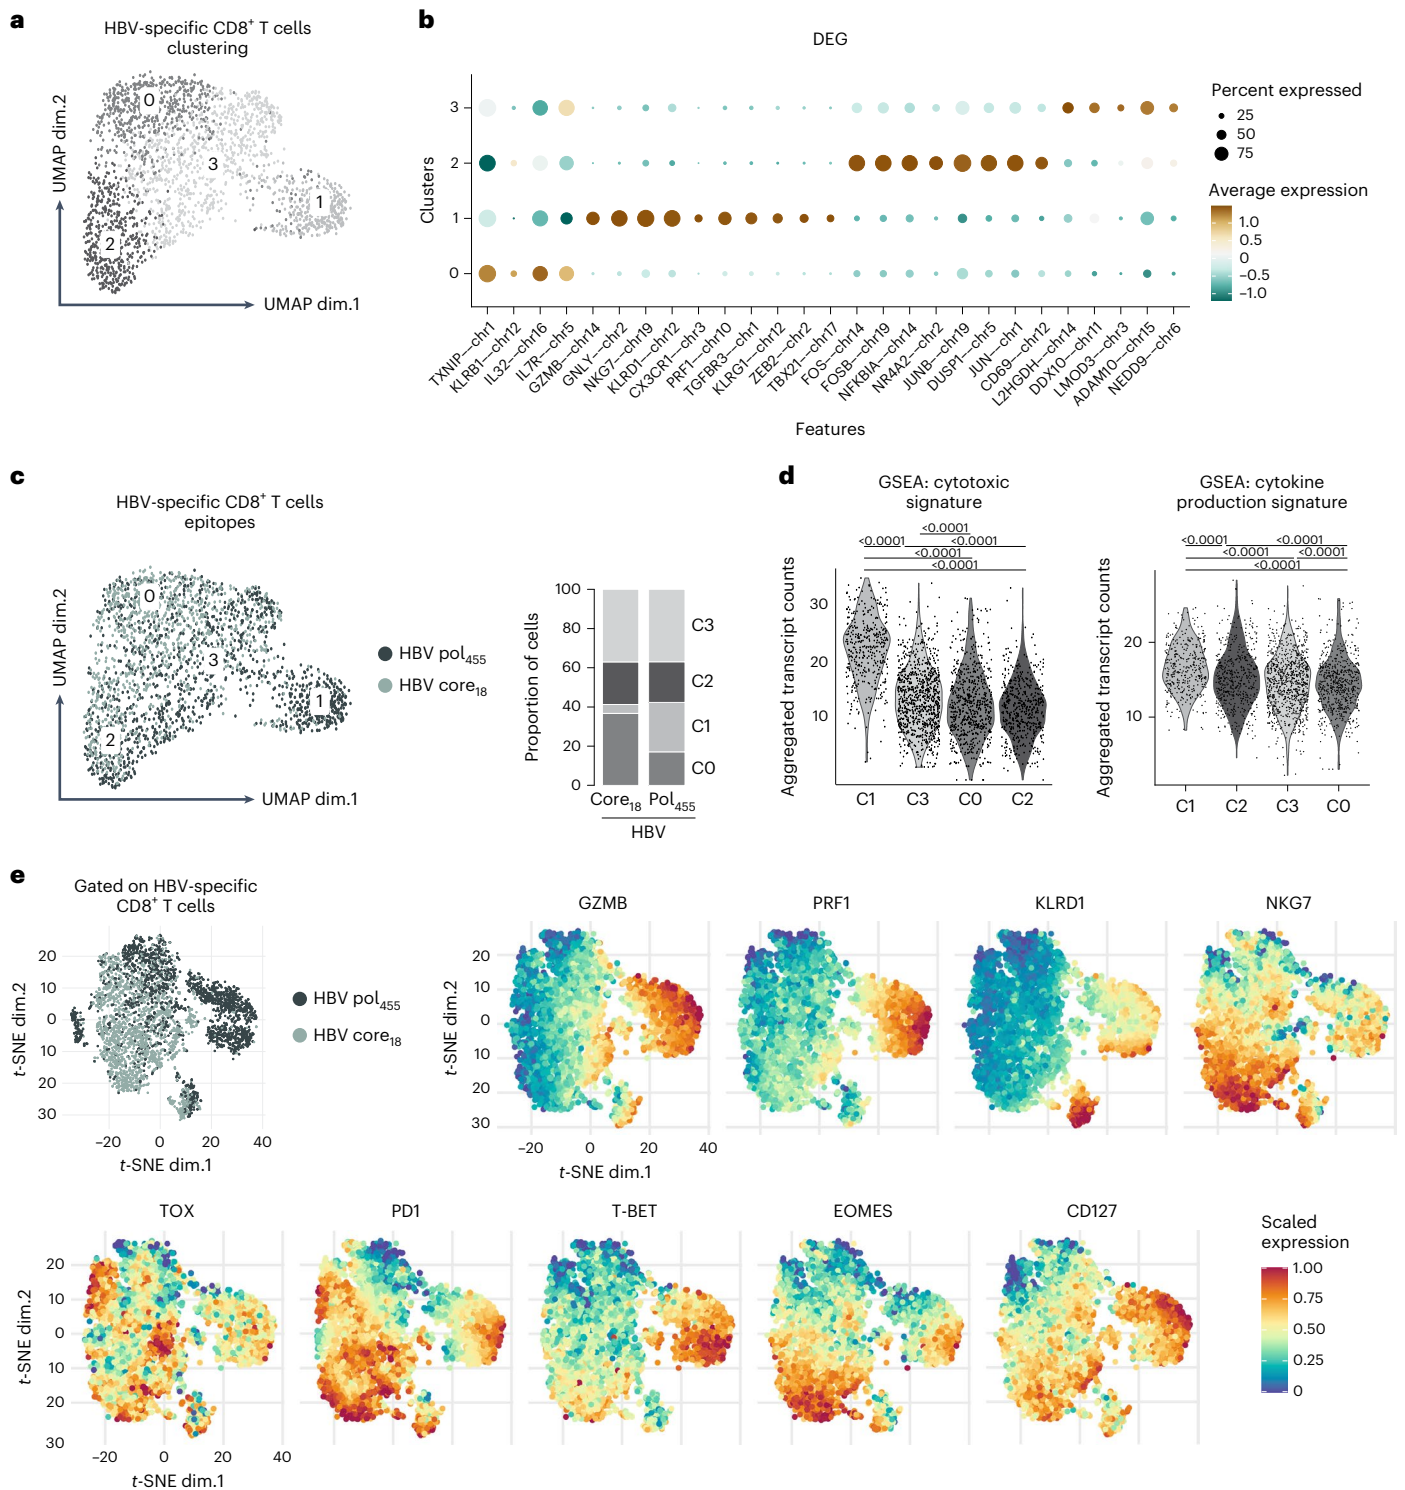 a
HBV-specific CD8⁺ T cells
clustering
UMAP dim.2
0
3
1
2
UMAP dim.1
b
DEG
Clusters
3
2
1
0
TXNIP---chr1
KLRB1---chr12
IL32---chr16
IL7R---chr5
GZMB---chr14
GNLY---chr2
NKG7---chr19
KLRD1---chr12
CX3CR1---chr3
PRF1---chr10
TGFBR3---chr1
KLRG1---chr12
ZEB2---chr2
TBX21---chr17
FOS---chr14
FOSB---chr19
NFKBIA---chr14
NR4A2---chr2
JUNB---chr19
DUSP1---chr5
JUN---chr1
CD69---chr12
L2HGDH---chr14
DDX10---chr11
LMOD3---chr3
ADAM10---chr15
NEDD9---chr6
Features
Percent expressed
25
50
75
Average expression
1.0
0.5
0
−0.5
−1.0
c
HBV-specific CD8⁺ T cells
epitopes
UMAP dim.2
0
3
1
2
UMAP dim.1
HBV pol₄₅₅
HBV core₁₈
Proportion of cells
100
80
60
40
20
0
C3
C2
C1
C0
Core₁₈ Pol₄₅₅
HBV
d
GSEA: cytotoxic
signature
<0.0001
<0.0001 <0.0001
<0.0001
<0.0001
Aggregated transcript counts
30
20
10
C1 C3 C0 C2
GSEA: cytokine
production signature
<0.0001 <0.0001
<0.0001 <0.0001
<0.0001
Aggregated transcript counts
20
10
C1 C2 C3 C0
e
Gated on HBV-specific
CD8⁺ T cells
t-SNE dim.2
20
10
0
10
20
30
−20 0 20 40
t-SNE dim.1
HBV pol₄₅₅
HBV core₁₈
GZMB PRF1 KLRD1 NKG7
t-SNE dim.2
20
10
0
10
20
30
−20 0 20 40
t-SNE dim.1
TOX PD1 T-BET EOMES CD127
t-SNE dim.2
20
10
0
10
20
30
−20 0 20 40
t-SNE dim.1
Scaled
expression
1.00
0.75
0.50
0.25
0